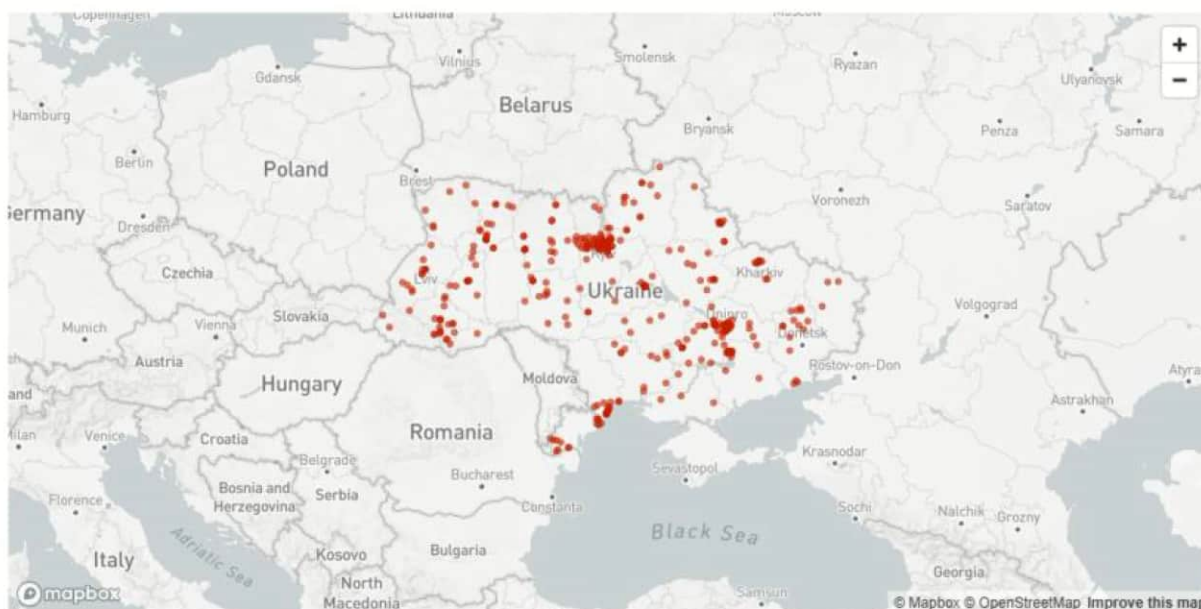 Copenhagen
Lithuania
Moscow
Vilnius
Smolensk
Ryazan
Ulyanovsk
Gdansk
Hamburg
Belarus
Bryansk
Penza
Samara
Berlin
Poland
Brest
Voronezh
Saratov
Germany
Dresden
Czechia
Lviv
Kharkiv
Ukraine
Volgograd
Slovakia
Dnipro
Munich
Vienna
Donetsk
Austria
Rostov-on-Don
Hungary
Moldova
Atyra
Astrakhan
Milan
Venice
Croatia
Romania
Krasnodar
Belgrade
Sevastopol
Bosnia and
Herzegovina
Serbia
Bucharest
Florence
Constanta
Sochi
Nalchik
Grozny
Black Sea
Adriatic Sea
Italy
Kosovo
Bulgaria
Georgia
North
Macedonia
Samsun
mapbox
© Mapbox © OpenStreetMap Improve this map
+
−